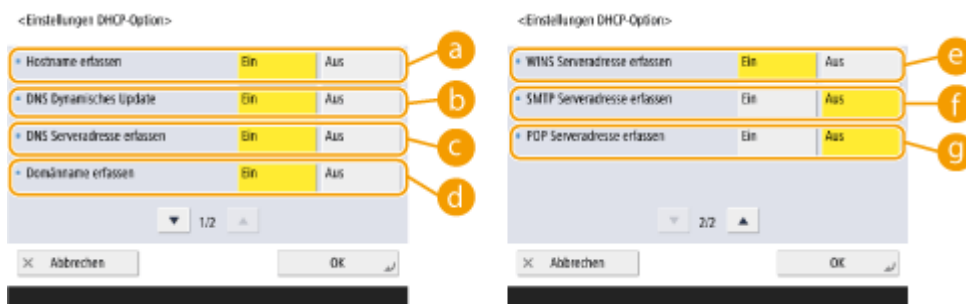 <Einstellungen DHCP-Option>
Hostname erfassen Ein Aus a
DNS Dynamisches Update Ein Aus b
DNS Serveradresse erfassen Ein Aus c
Domänname erfassen Ein Aus d
1/2
Abbrechen OK
<Einstellungen DHCP-Option>
WINS Serveradresse erfassen Ein Aus e
SMTP Serveradresse erfassen Ein Aus f
POP Serveradresse erfassen Ein Aus g
2/2
Abbrechen OK